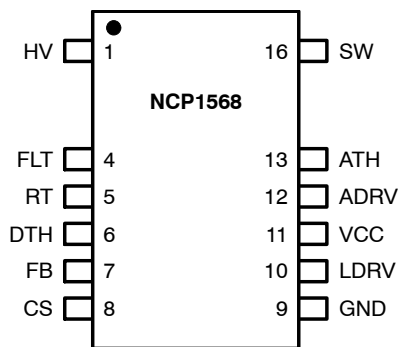 HV 1 16 SW
NCP1568
FLT 4 13 ATH
RT 5 12 ADRV
DTH 6 11 VCC
FB 7 10 LDRV
CS 8 9 GND